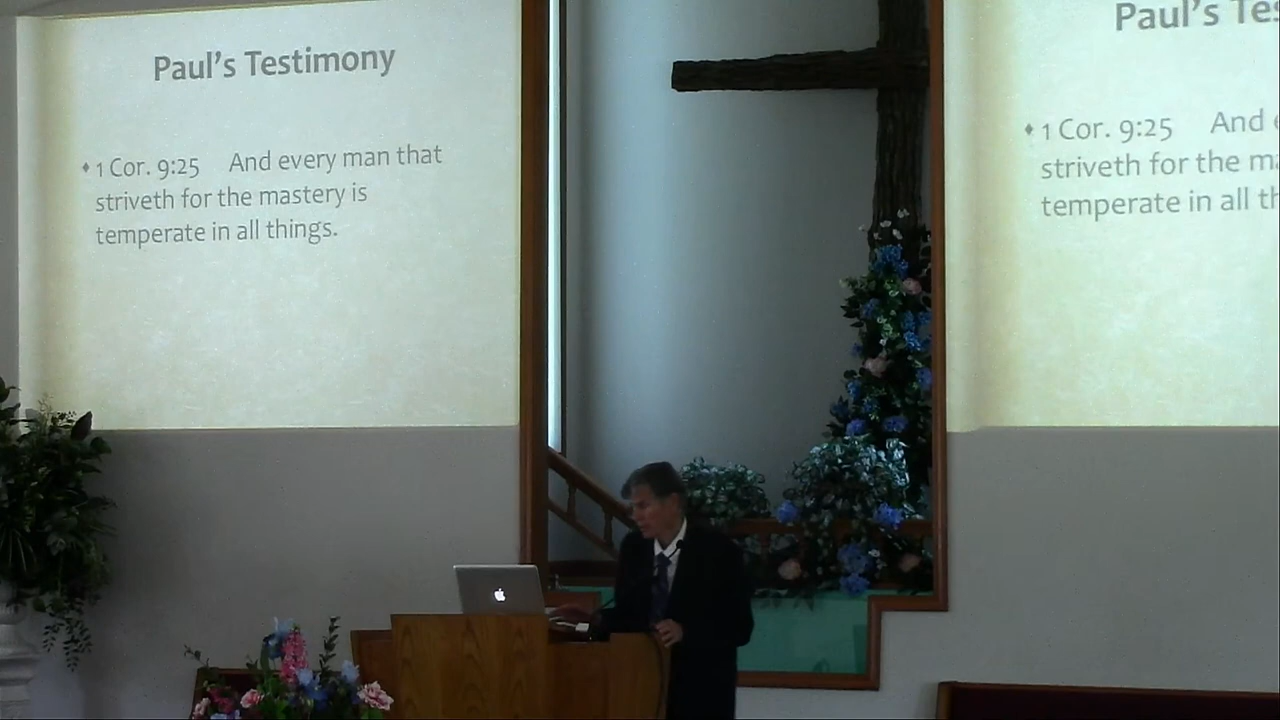 Paul's Testimony
♦ 1 Cor. 9:25 And every man that
striveth for the mastery is
temperate in all things.
Paul's Tes
♦ 1 Cor. 9:25 And
striveth for the ma
temperate in all th